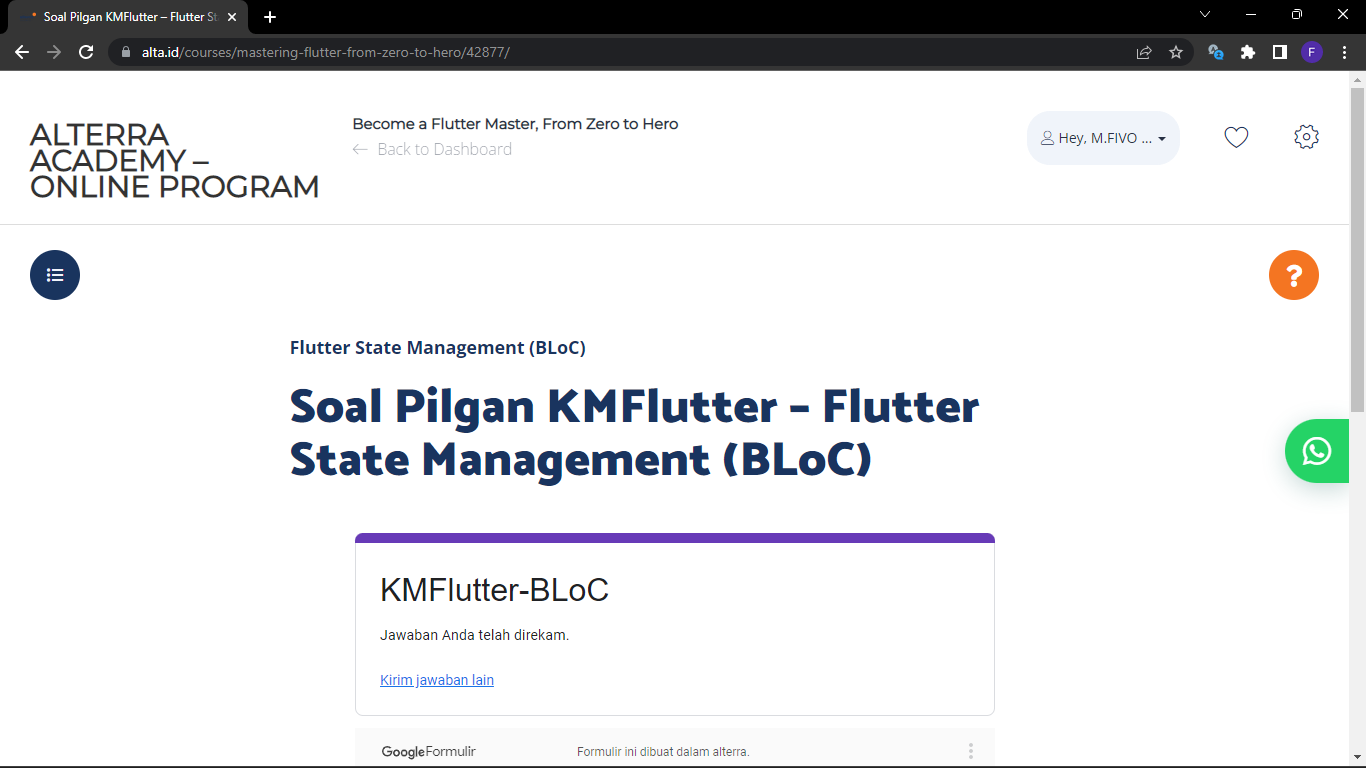 Soal Pilgan KMFlutter – Flutter St
alta.id/courses/mastering-flutter-from-zero-to-hero/42877/
F
ALTERRA
ACADEMY –
ONLINE PROGRAM
Become a Flutter Master, From Zero to Hero
← Back to Dashboard
Hey, M.FIVO ...
?
Flutter State Management (BLoC)
Soal Pilgan KMFlutter – Flutter
State Management (BLoC)
KMFlutter-BLoC
Jawaban Anda telah direkam.
Kirim jawaban lain
Google Formulir
Formulir ini dibuat dalam alterra.